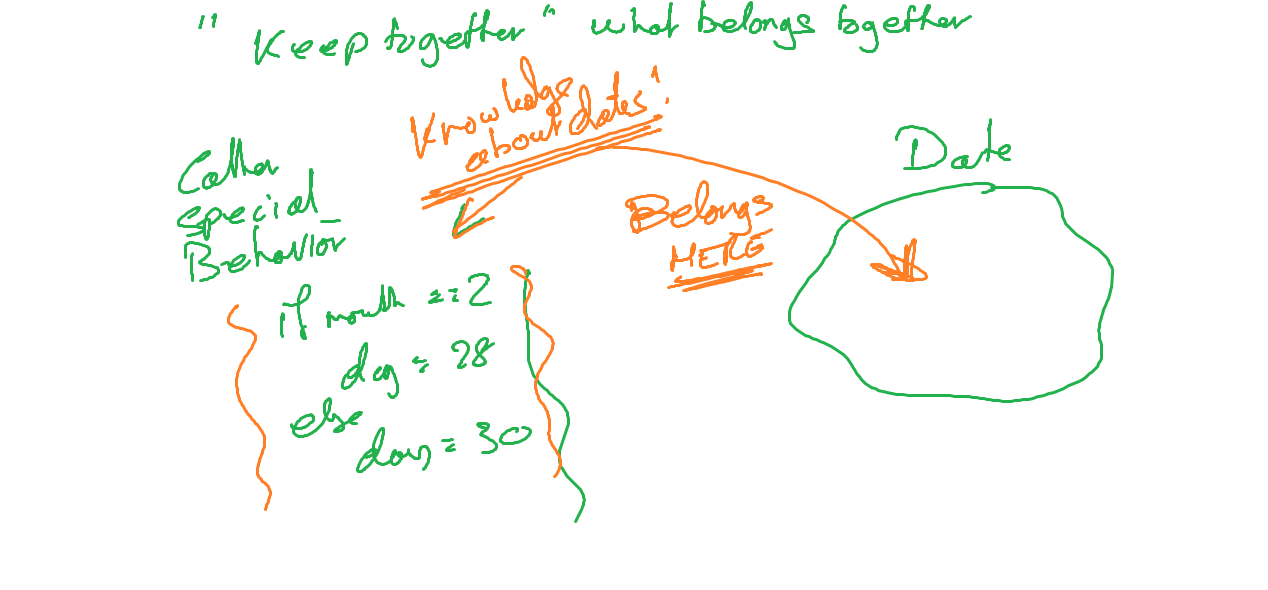 "Keep together" what belongs together
Knowledge
about dates!
Date
Caller
special
Behavior
Belongs
HERE
if month == 2
day = 28
else
day = 30